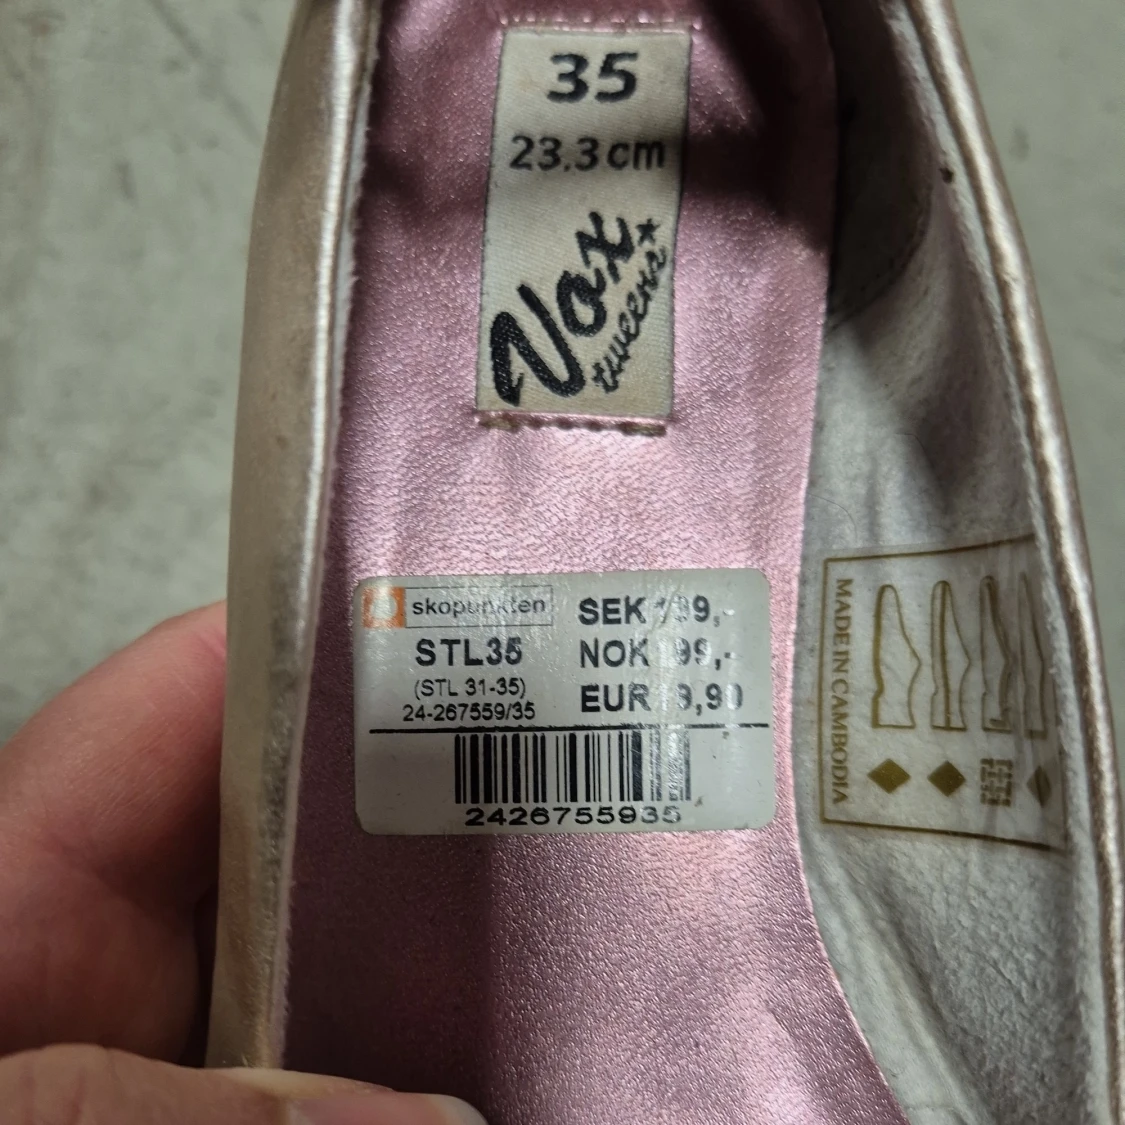 35
23.3 cm
Vox
tweens
skopunkten
STL35
(STL 31-35)
24-267559/35
SEK
NOK
EUR
2426755935
MADE IN CAMBODIA